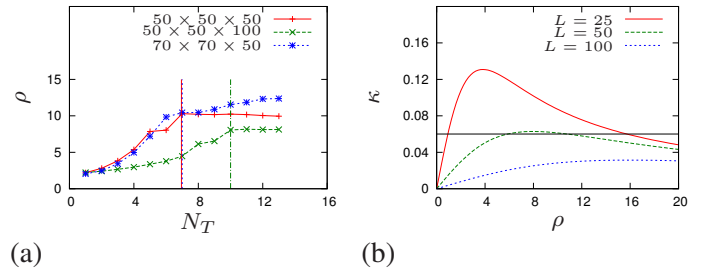 50 × 50 × 50
50 × 50 × 100
70 × 70 × 50
15
10
5
0
ρ
0 4 8 12 16
N_T
(a)
L = 25
L = 50
L = 100
0.16
0.12
0.08
0.04
0
κ
0 4 8 12 16 20
ρ
(b)